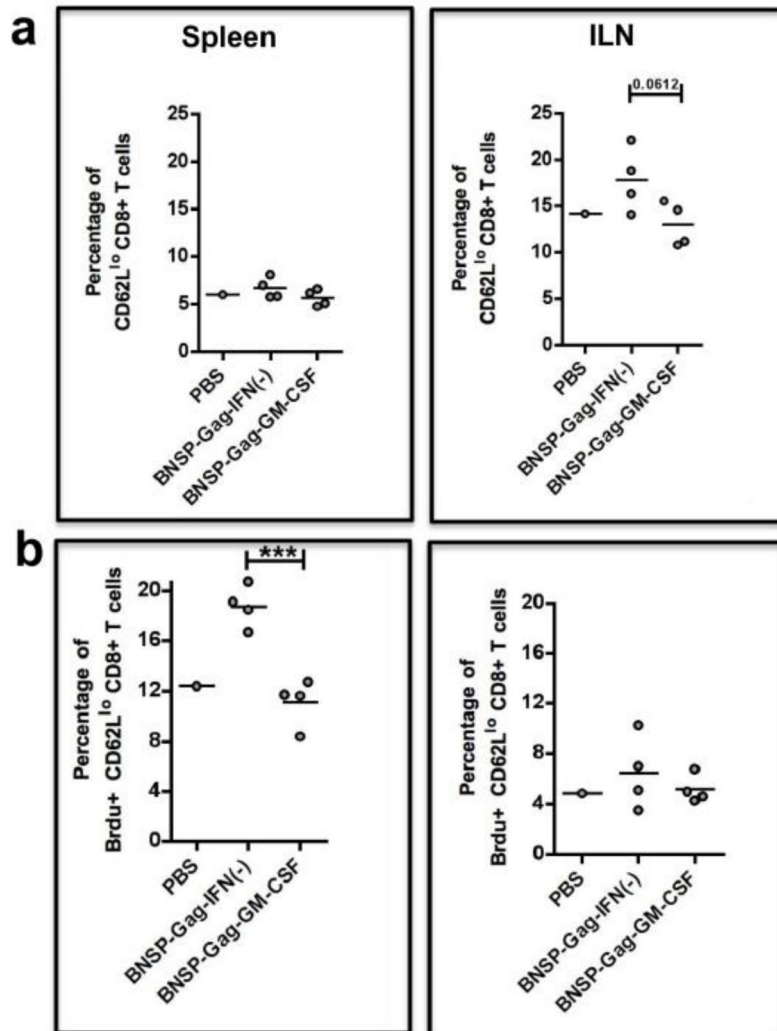 a
Spleen
Percentage of
CD62L^lo CD8+ T cells
25
20
15
10
5
0
PBS
BNSP-Gag-IFN(-)
BNSP-Gag-GM-CSF
ILN
0.0612
Percentage of
CD62L^lo CD8+ T cells
25
20
15
10
5
0
PBS
BNSP-Gag-IFN(-)
BNSP-Gag-GM-CSF
b
***
Percentage of
Brdu+ CD62L^lo CD8+ T cells
20
16
12
8
4
0
PBS
BNSP-Gag-IFN(-)
BNSP-Gag-GM-CSF
Percentage of
Brdu+ CD62L^lo CD8+ T cells
20
16
12
8
4
0
PBS
BNSP-Gag-IFN(-)
BNSP-Gag-GM-CSF